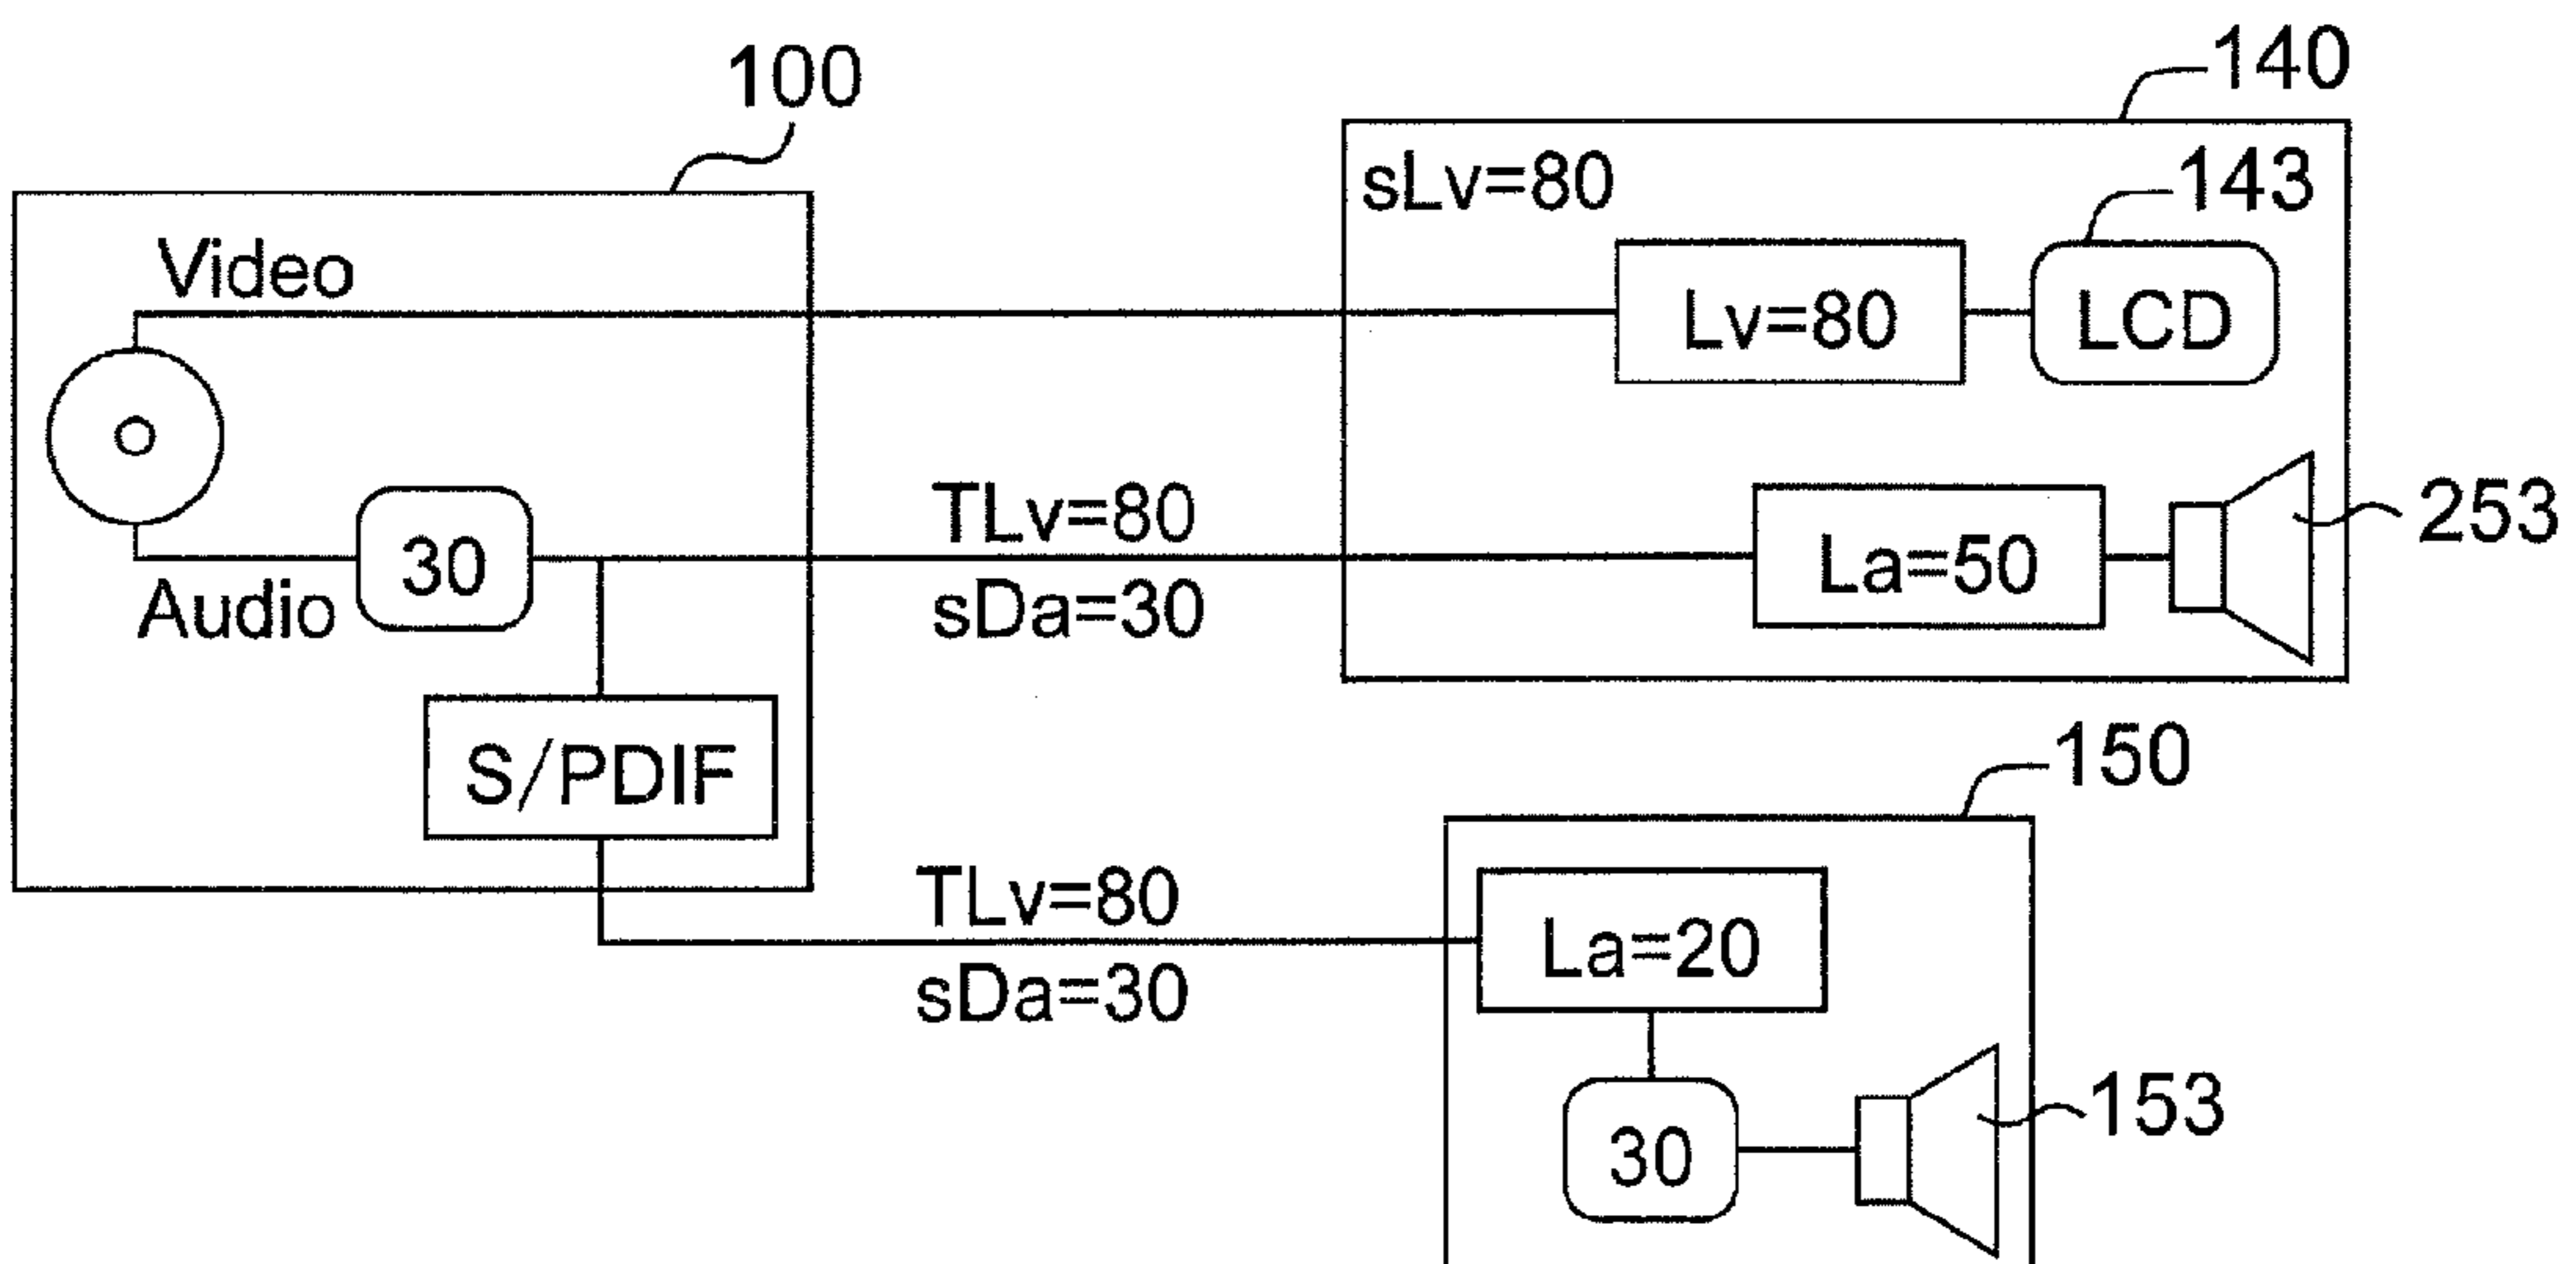 100
140
sLv=80
143
Video
Lv=80
LCD
TLv=80
253
30
La=50
Audio
sDa=30
S/PDIF
150
TLv=80
La=20
sDa=30
153
30